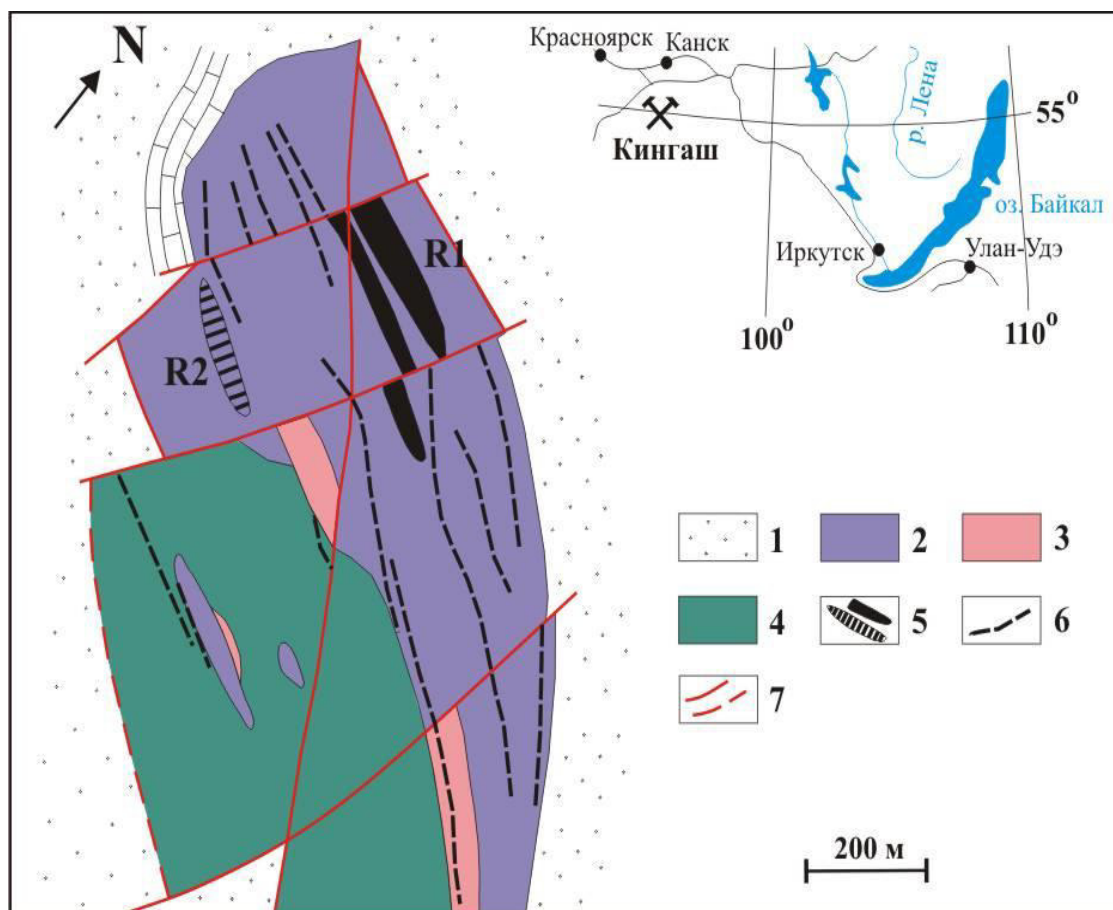 N
Красноярск
Канск
Кингаш
р. Лена
55°
оз. Байкал
Иркутск
Улан-Удэ
100°
110°
R1
R2
1
2
3
4
5
6
7
200 м